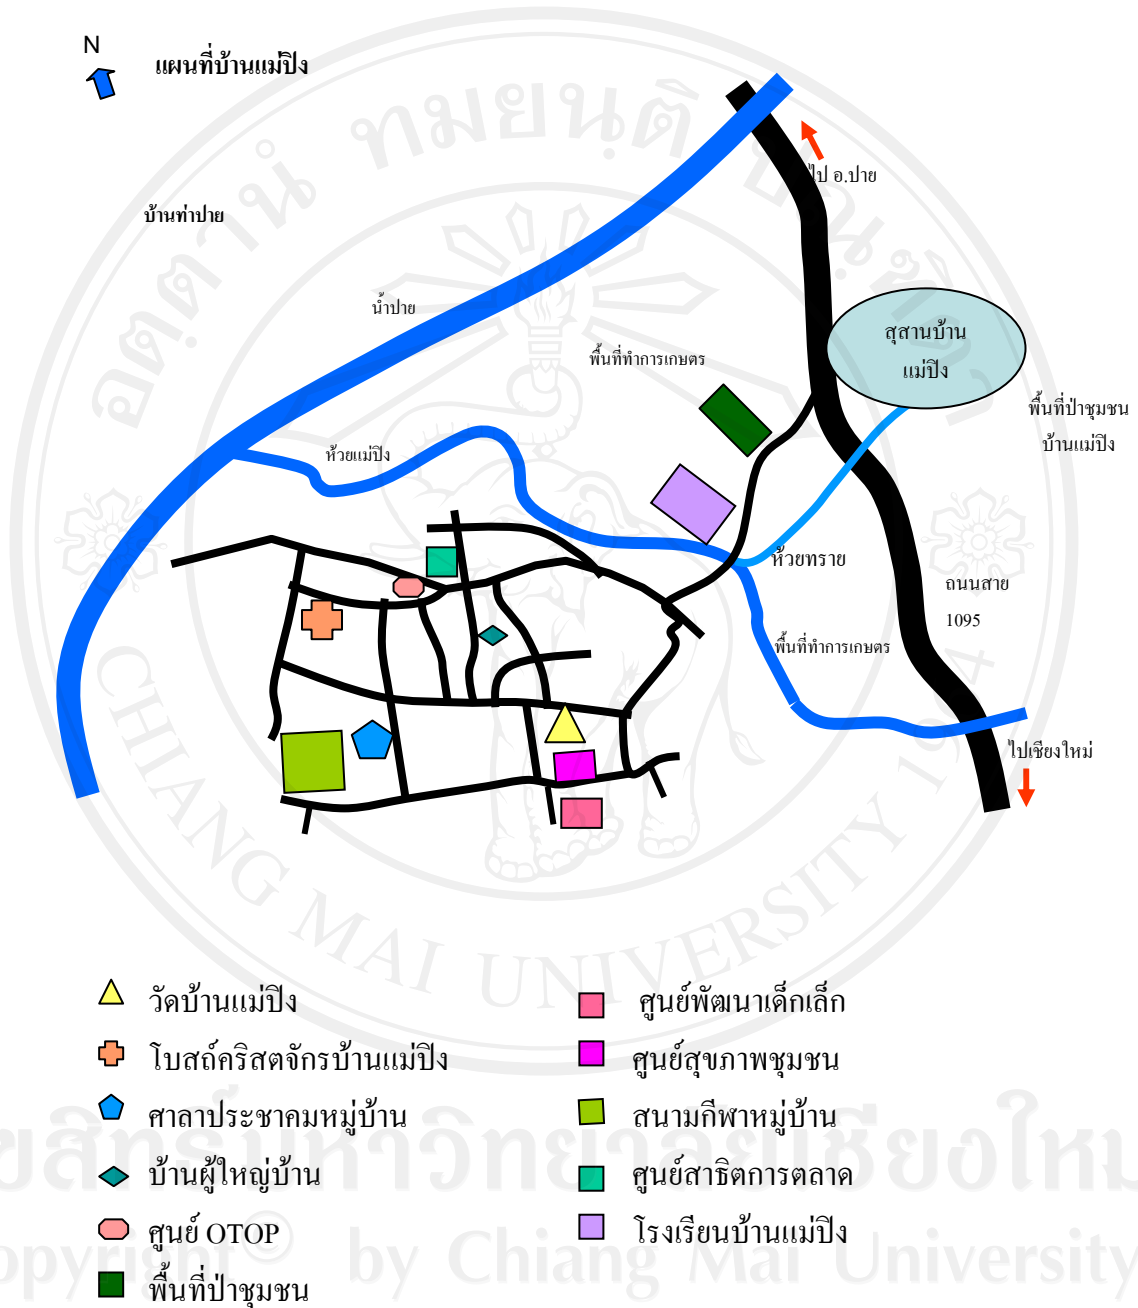 N
แผนที่บ้านแม่ปิง
ไป อ.ปาย
บ้านท่าปาย
น้ำปาย
สุสานบ้าน
แม่ปิง
พื้นที่ทำการเกษตร
พื้นที่ป่าชุมชน
บ้านแม่ปิง
ห้วยแม่ปิง
ห้วยทราย
ถนนสาย
1095
พื้นที่ทำการเกษตร
ไปเชียงใหม่
วัดบ้านแม่ปิง
ศูนย์พัฒนาเด็กเล็ก
โบสถ์คริสตจักรบ้านแม่ปิง
ศูนย์สุขภาพชุมชน
ศาลาประชาคมหมู่บ้าน
สนามกีฬาหมู่บ้าน
บ้านผู้ใหญ่บ้าน
ศูนย์สาธิตการตลาด
ศูนย์ OTOP
โรงเรียนบ้านแม่ปิง
พื้นที่ป่าชุมชน
CHIANG MAI UNIVERSITY 1964
by Chiang Mai University